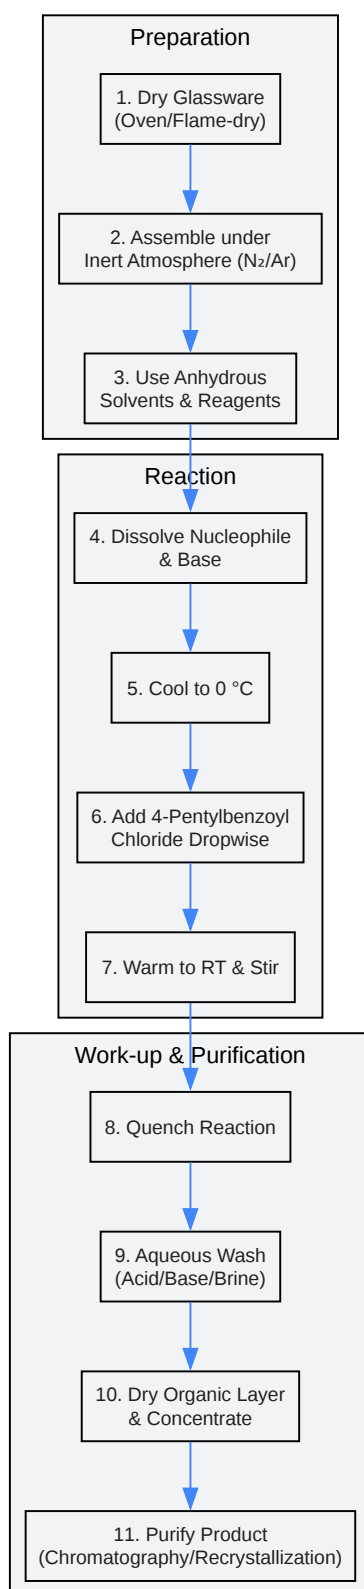 Preparation
1. Dry Glassware
(Oven/Flame-dry)
2. Assemble under
Inert Atmosphere (N₂/Ar)
3. Use Anhydrous
Solvents & Reagents
Reaction
4. Dissolve Nucleophile
& Base
5. Cool to 0 °C
6. Add 4-Pentylbenzoyl
Chloride Dropwise
7. Warm to RT & Stir
Work-up & Purification
8. Quench Reaction
9. Aqueous Wash
(Acid/Base/Brine)
10. Dry Organic Layer
& Concentrate
11. Purify Product
(Chromatography/Recrystallization)